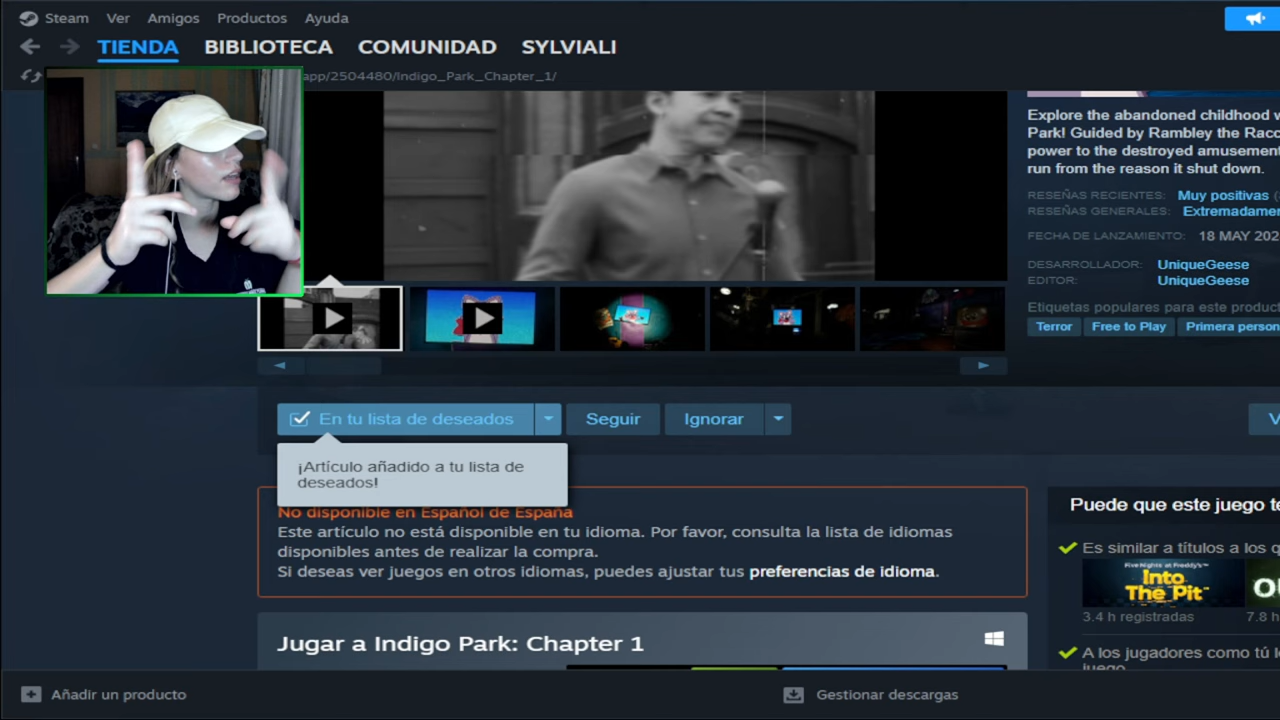 Steam Ver Amigos Productos Ayuda
TIENDA BIBLIOTECA COMUNIDAD SYLVIALI
app/2504480/Indigo_Park_Chapter_1/
Explore the abandoned childhood
Park! Guided by Rambley the
power to the destroyed
run from the reason it shut down.
RESEÑAS RECIENTES: Muy positivas
RESEÑAS GENERALES:
FECHA DE LANZAMIENTO: 18 MAY
DESARROLLADOR: UniqueGeese
EDITOR: UniqueGeese
Etiquetas populares para este
Terror Free to Play Primera
En tu lista de deseados Seguir Ignorar
¡Artículo añadido a tu lista de
deseados!
No disponible en Español de España
Este artículo no está disponible en tu idioma. Por favor, consulta la lista de idiomas
disponibles antes de realizar la compra.
Si deseas ver juegos en otros idiomas, puedes ajustar tus preferencias de idioma.
Puede que este juego
Es similar a títulos a los
Five Nights at Freddy's
Into
The Pit
3.4 h registradas 7.8
A los jugadores como tú
juego
Jugar a Indigo Park: Chapter 1
Añadir un producto Gestionar descargas